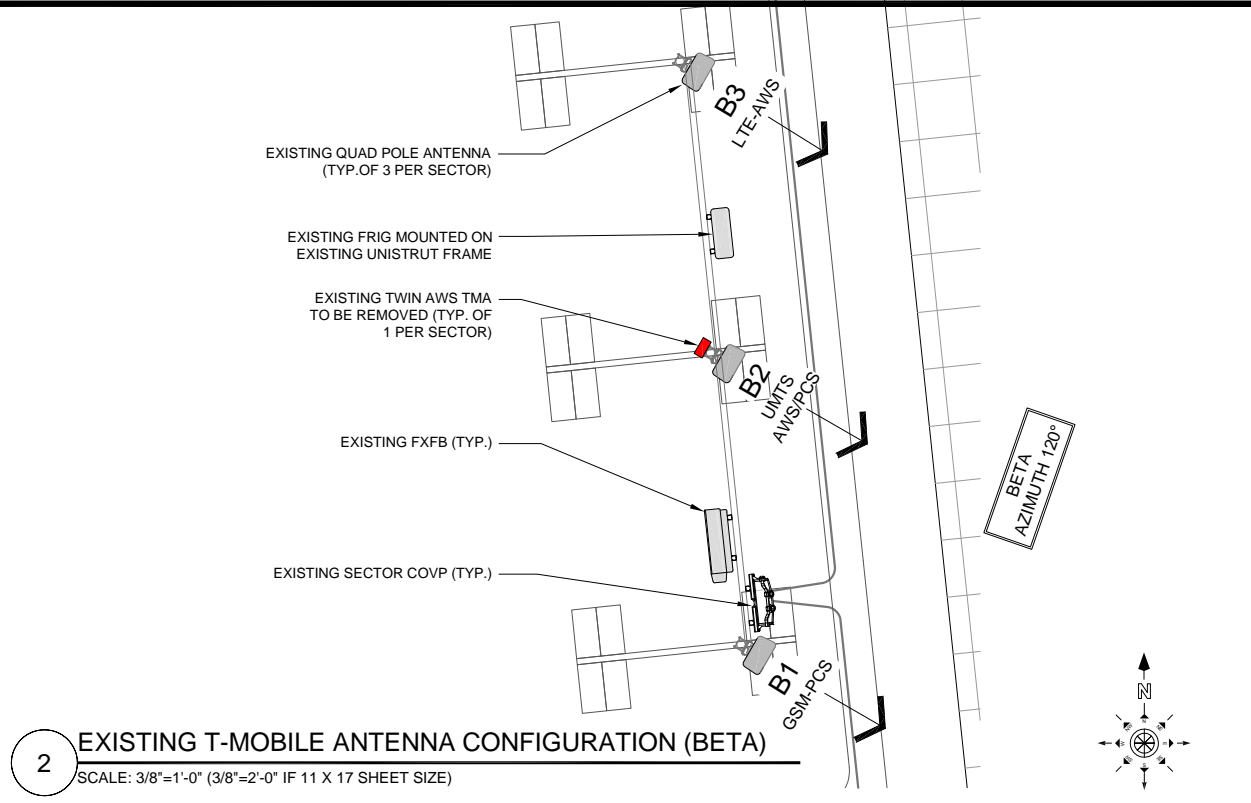 B3
LTE-AWS
EXISTING QUAD POLE ANTENNA
(TYP.OF 3 PER SECTOR)
EXISTING FRIG MOUNTED ON
EXISTING UNISTRUT FRAME
EXISTING TWIN AWS TMA
TO BE REMOVED (TYP. OF
1 PER SECTOR)
B2
UMTS
AWS/PCS
EXISTING FXFB (TYP.)
BETA
AZIMUTH 120°
EXISTING SECTOR COVP (TYP.)
B1
GSM-PCS
N
2
EXISTING T-MOBILE ANTENNA CONFIGURATION (BETA)
SCALE: 3/8"=1'-0" (3/8"=2'-0" IF 11 X 17 SHEET SIZE)